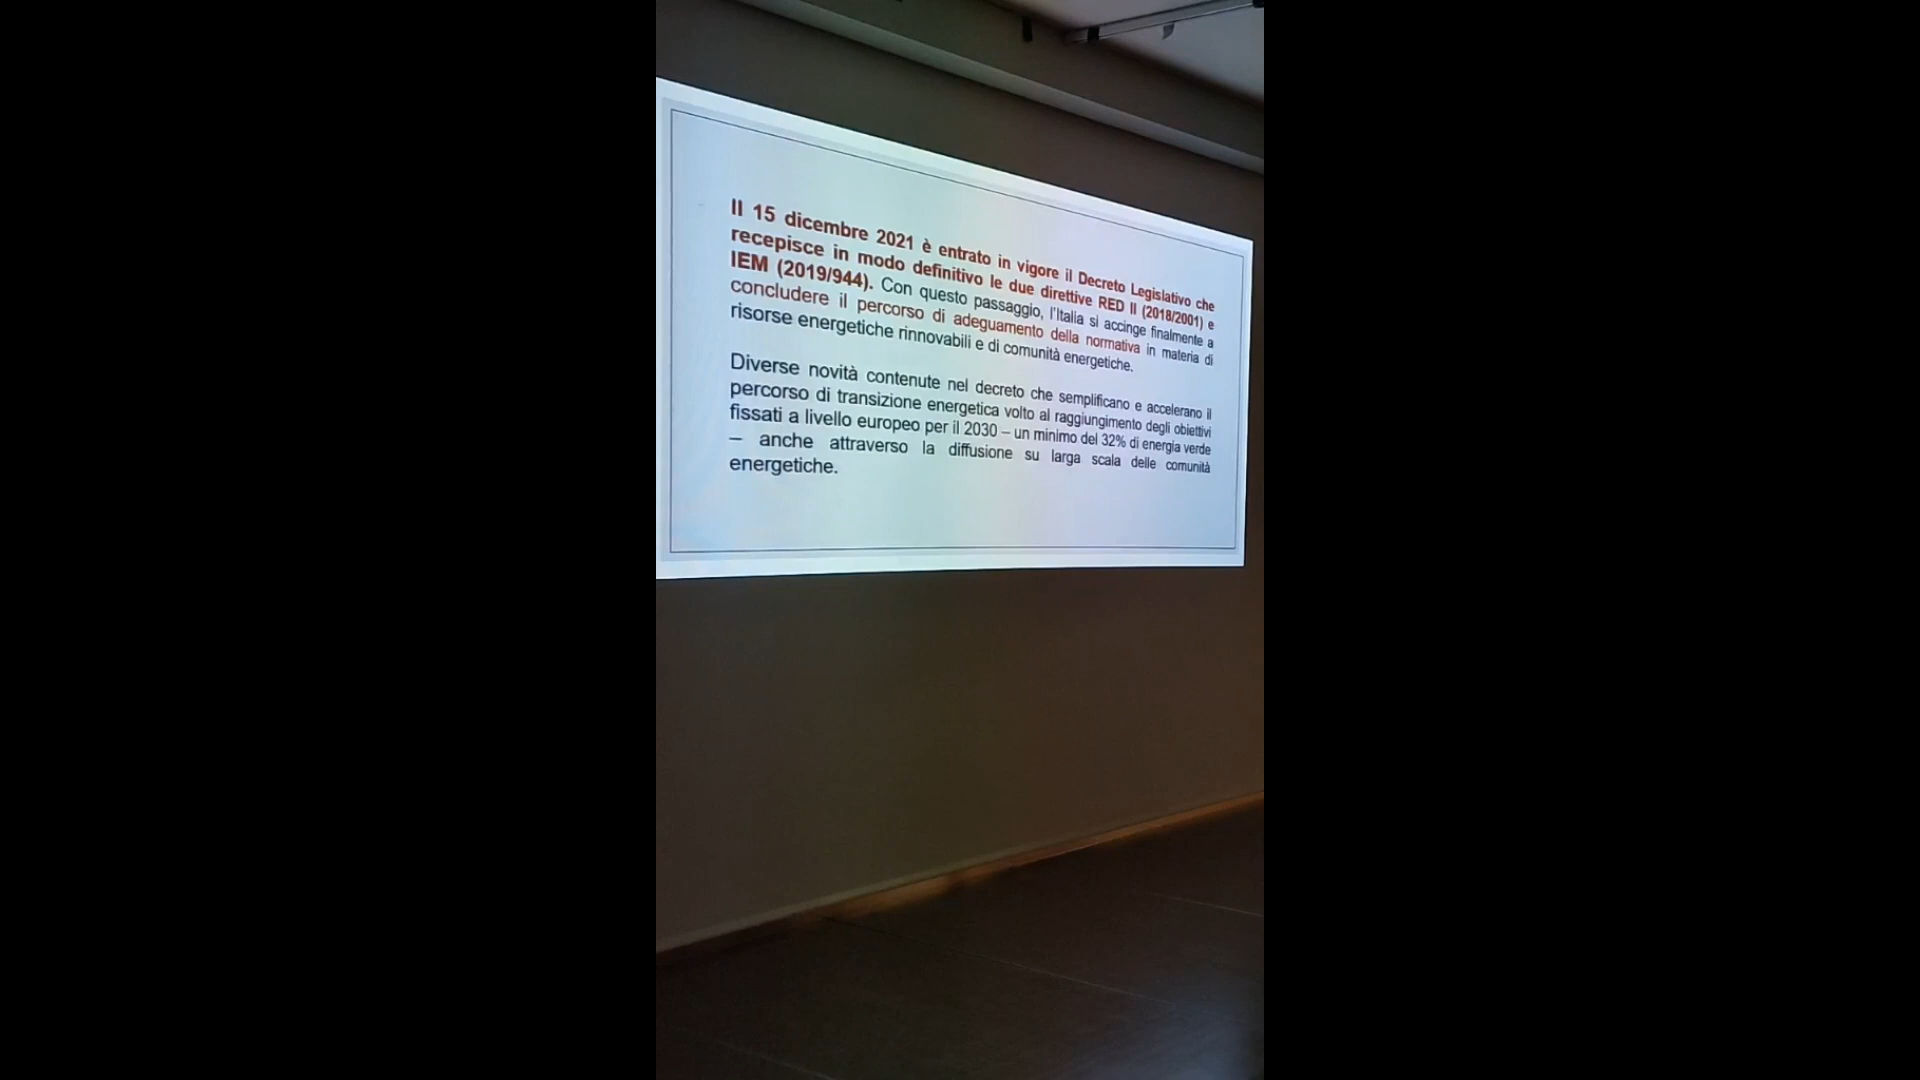 Il 15 dicembre 2021 è entrato in vigore il Decreto Legislativo che
recepisce in modo definitivo le due direttive RED II (2018/2001) e
IEM (2019/944). Con questo passaggio, l'Italia si accinge finalmente a
concludere il percorso di adeguamento della normativa in materia di
risorse energetiche rinnovabili e di comunità energetiche.
Diverse novità contenute nel decreto che semplificano e accelerano il
percorso di transizione energetica volto al raggiungimento degli obiettivi
fissati a livello europeo per il 2030 – un minimo del 32% di energia verde
– anche attraverso la diffusione su larga scala delle comunità
energetiche.